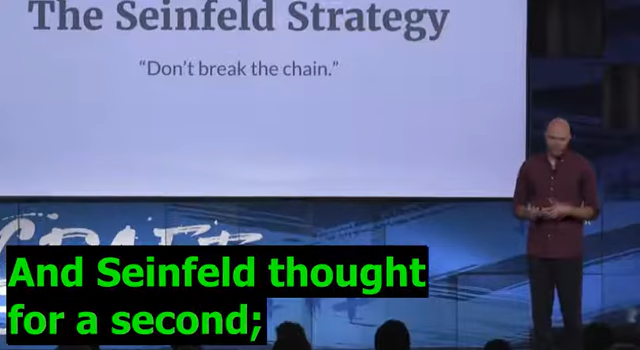 The Seinfeld Strategy
“Don’t break the chain.”
And Seinfeld thought
for a second;